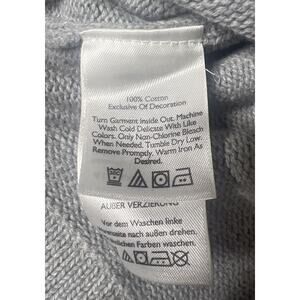 100% Cotton
Exclusive Of Decoration
Turn Garment Inside Out. Machine
Wash Cold Delicate With Like
Colors. Only Non-Chlorine Bleach
When Needed. Tumble Dry Low.
Remove Promptly. Warm Iron As
Desired.
AUßER VERZIERUNG
Vor dem Waschen linke
nach außen drehen.
Farben waschen.